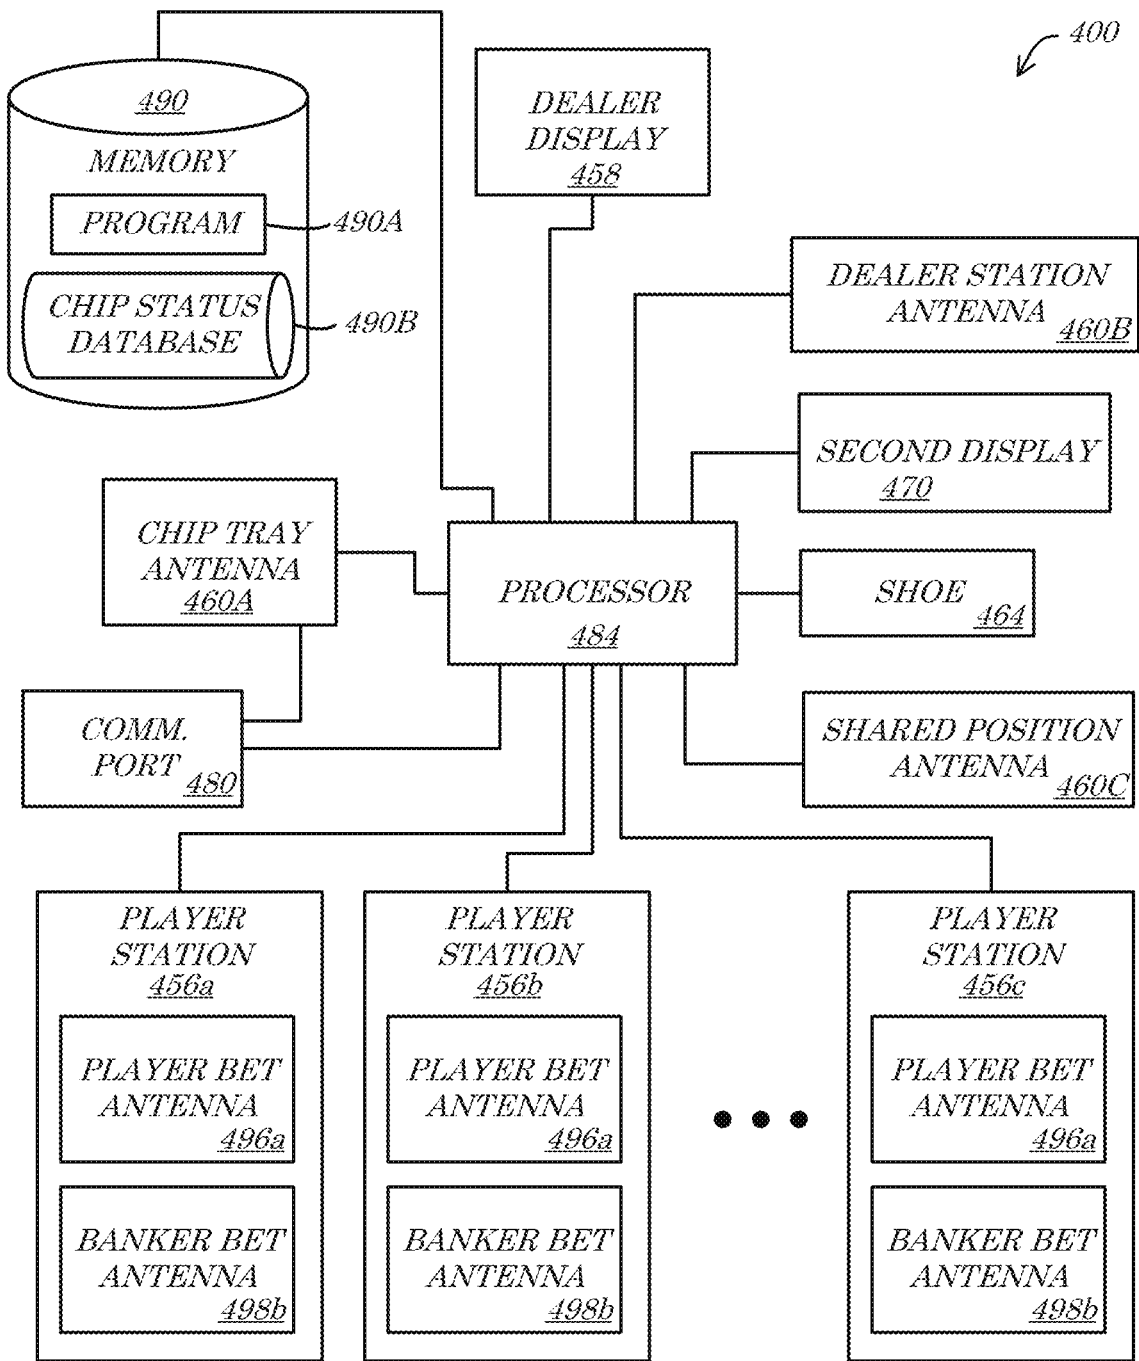 400
490
MEMORY
PROGRAM
490A
CHIP STATUS
DATABASE
490B
DEALER
DISPLAY
458
DEALER STATION
ANTENNA
460B
SECOND DISPLAY
470
CHIP TRAY
ANTENNA
460A
PROCESSOR
484
SHOE
464
COMM.
PORT
480
SHARED POSITION
ANTENNA
460C
PLAYER
STATION
456a
PLAYER BET
ANTENNA
496a
BANKER BET
ANTENNA
498b
PLAYER
STATION
456b
PLAYER BET
ANTENNA
496a
BANKER BET
ANTENNA
498b
PLAYER
STATION
456c
PLAYER BET
ANTENNA
496a
BANKER BET
ANTENNA
498b